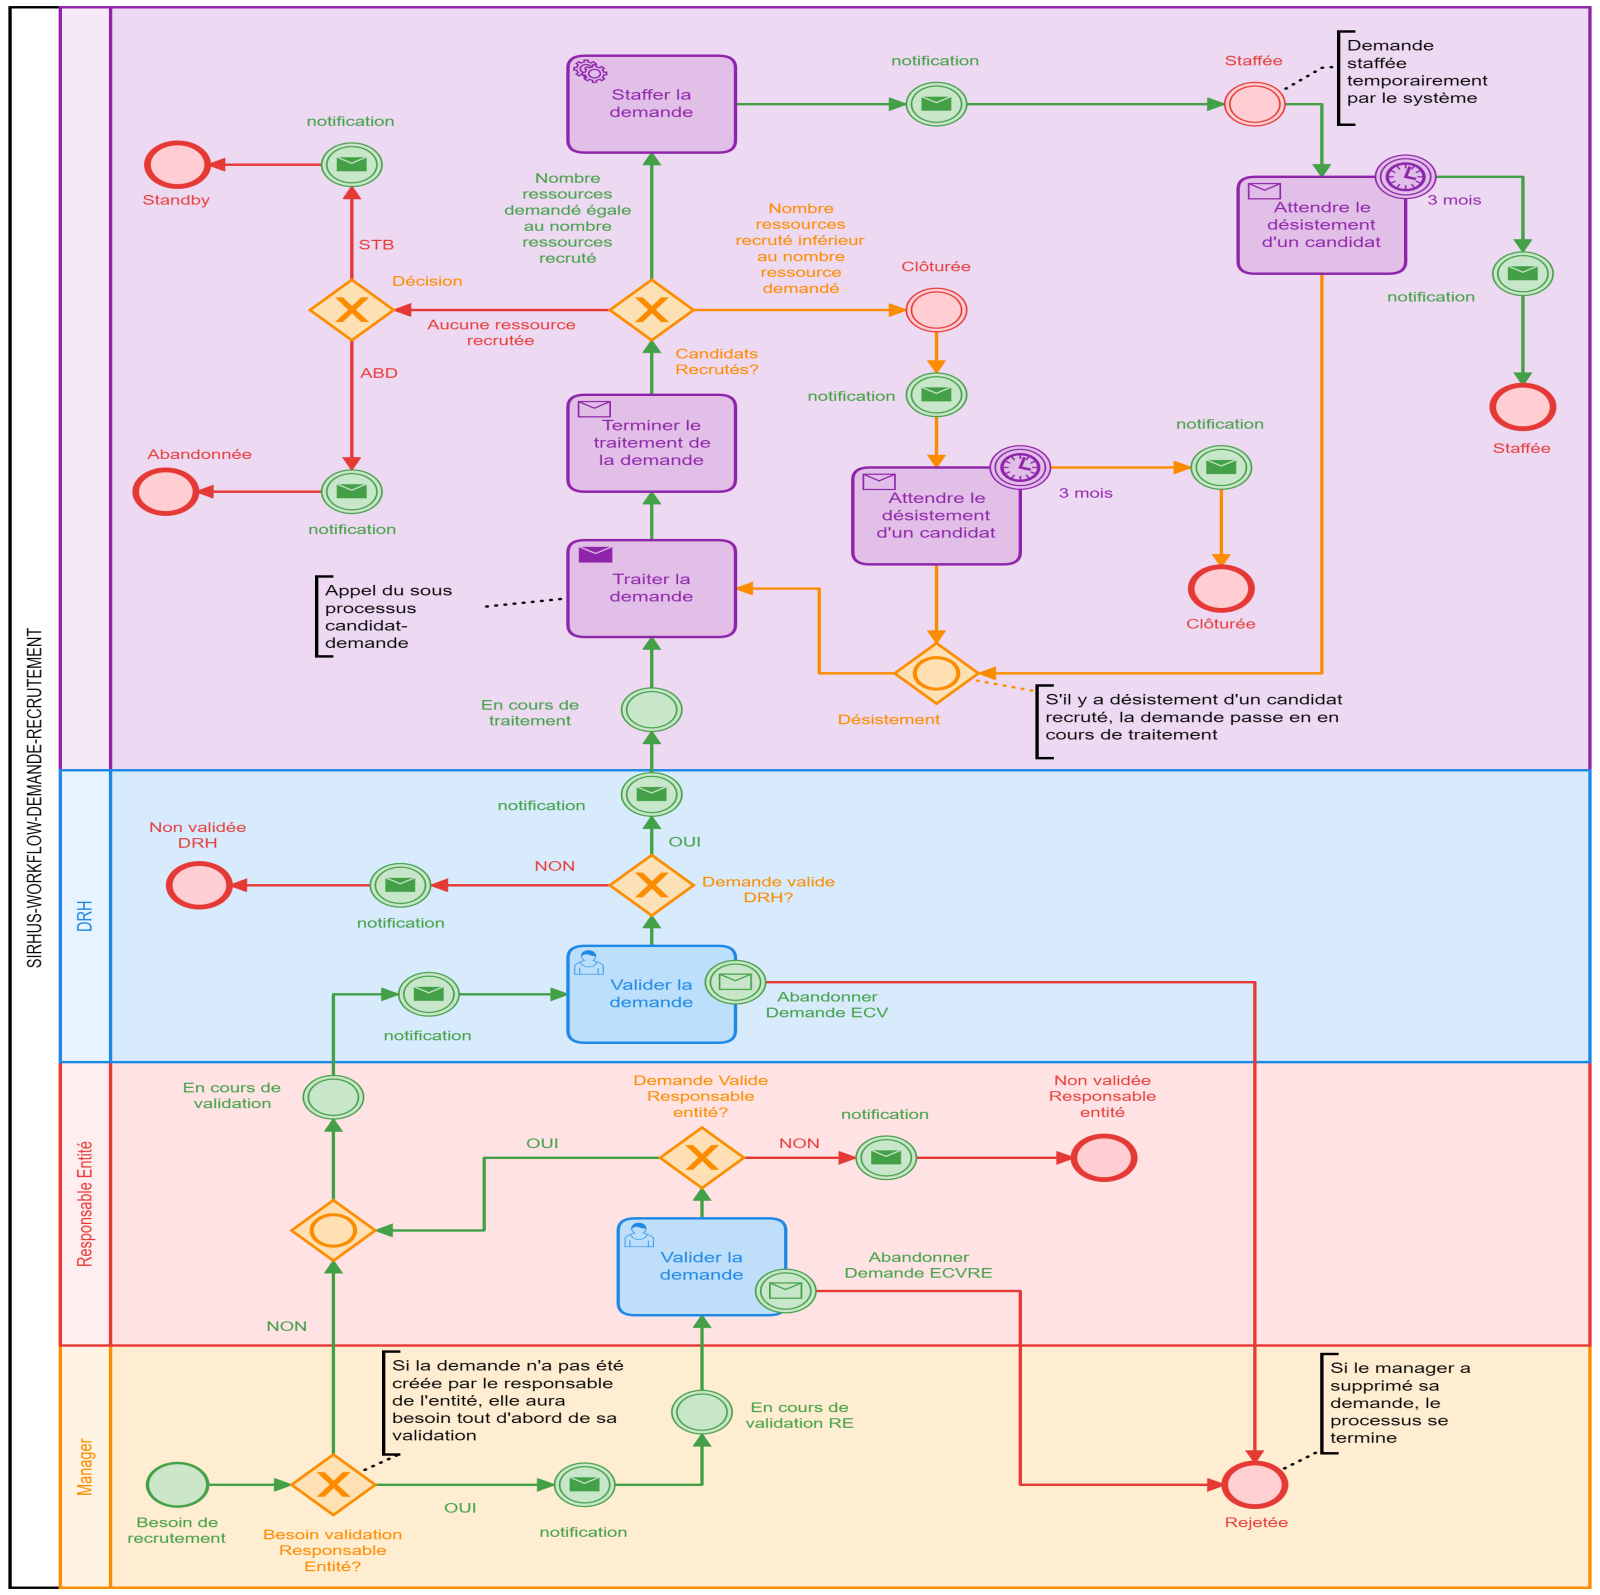 SIRHUS-WORKFLOW-DEMANDE-RECRUTEMENT
Staffer la
demande
notification
Staffée
Demande
staffée
temporairement
par le système
notification
Standby
STB
Nombre
ressources
demandé égale
au nombre
ressources
recruté
Nombre
ressources
recruté inférieur
au nombre
ressource
demandé
Clôturée
Attendre le
désistement
d'un candidat
3 mois
notification
Staffée
Décision
Aucune ressource
recrutée
Candidats
Recrutés?
ABD
notification
Terminer le
traitement de
la demande
Abandonnée
notification
Attendre le
désistement
d'un candidat
3 mois
notification
Clôturée
Traiter la
demande
Appel du sous
processus
candidat-
demande
En cours de
traitement
Désistement
S'il y a désistement d'un candidat
recruté, la demande passe en en
cours de traitement
DRH
notification
OUI
Non validée
DRH
NON
Demande valide
DRH?
notification
Valider la
demande
Abandonner
Demande ECV
notification
Responsable Entité
En cours de
validation
Demande Valide
Responsable
entité?
notification
Non validée
Responsable
entité
OUI
NON
Valider la
demande
Abandonner
Demande ECVRE
NON
Manager
Si la demande n'a pas été
créée par le responsable
de l'entité, elle aura
besoin tout d'abord de sa
validation
En cours de
validation RE
Si le manager a
supprimé sa
demande, le
processus se
termine
Besoin de
recrutement
Besoin validation
Responsable
Entité?
OUI
notification
Rejetée